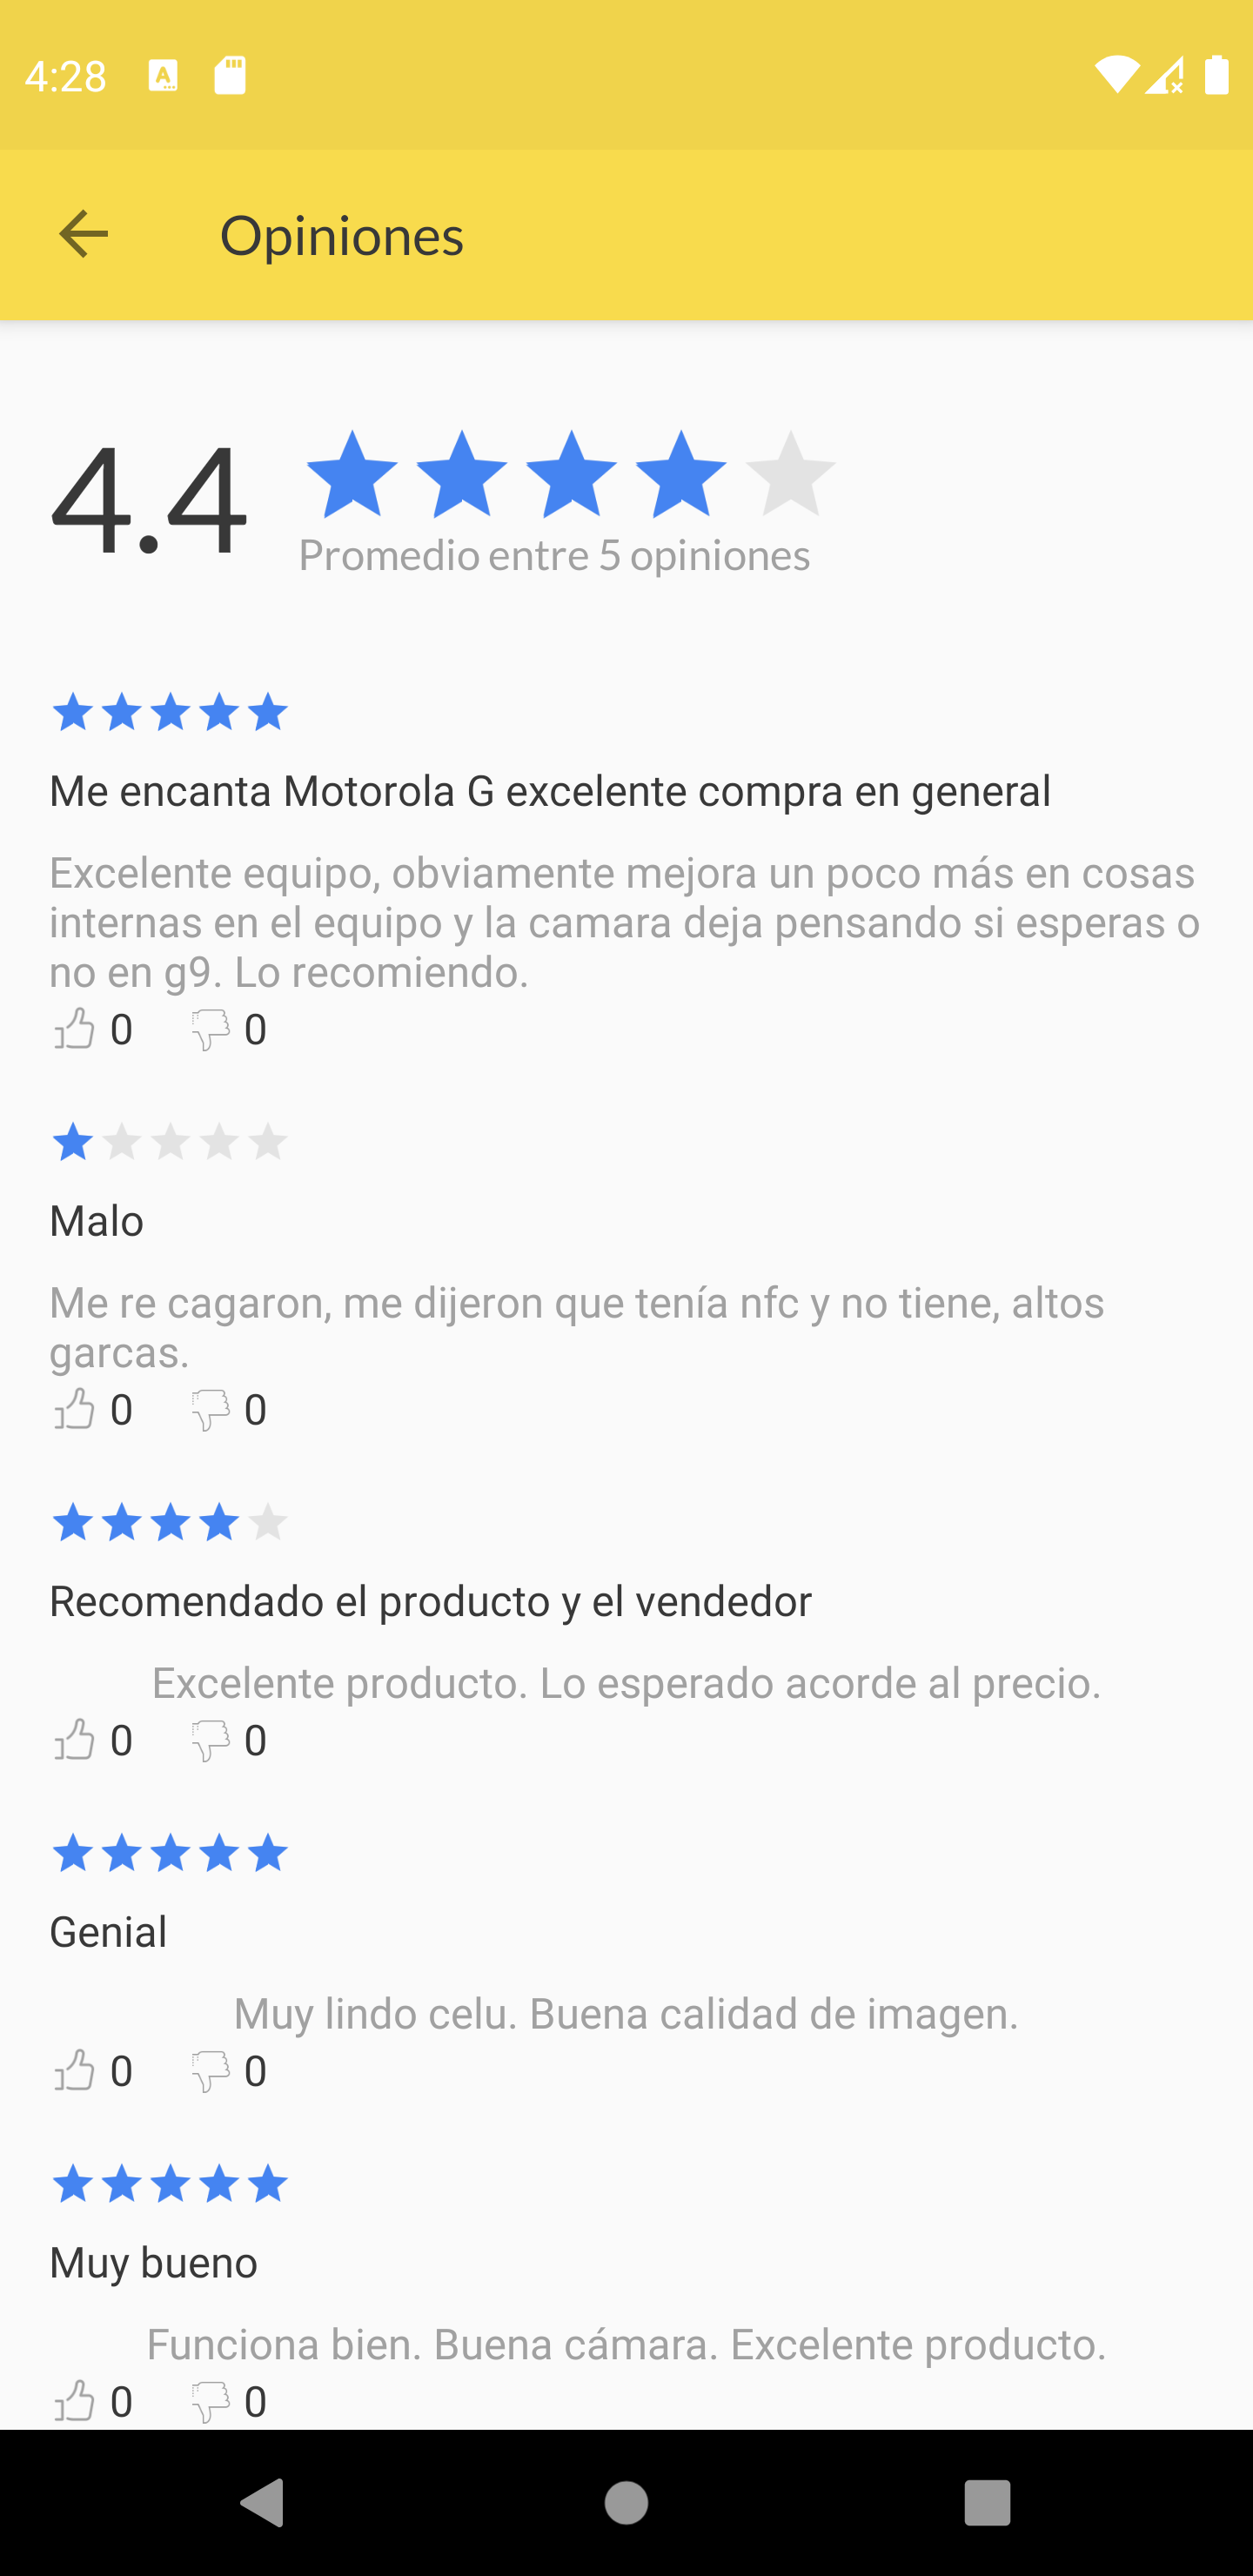 4:28
Opiniones
4.4
Promedio entre 5 opiniones
Me encanta Motorola G excelente compra en general
Excelente equipo, obviamente mejora un poco más en cosas
internas en el equipo y la camara deja pensando si esperas o
no en g9. Lo recomiendo.
0 0
Malo
Me re cagaron, me dijeron que tenía nfc y no tiene, altos
garcas.
0 0
Recomendado el producto y el vendedor
Excelente producto. Lo esperado acorde al precio.
0 0
Genial
Muy lindo celu. Buena calidad de imagen.
0 0
Muy bueno
Funciona bien. Buena cámara. Excelente producto.
0 0